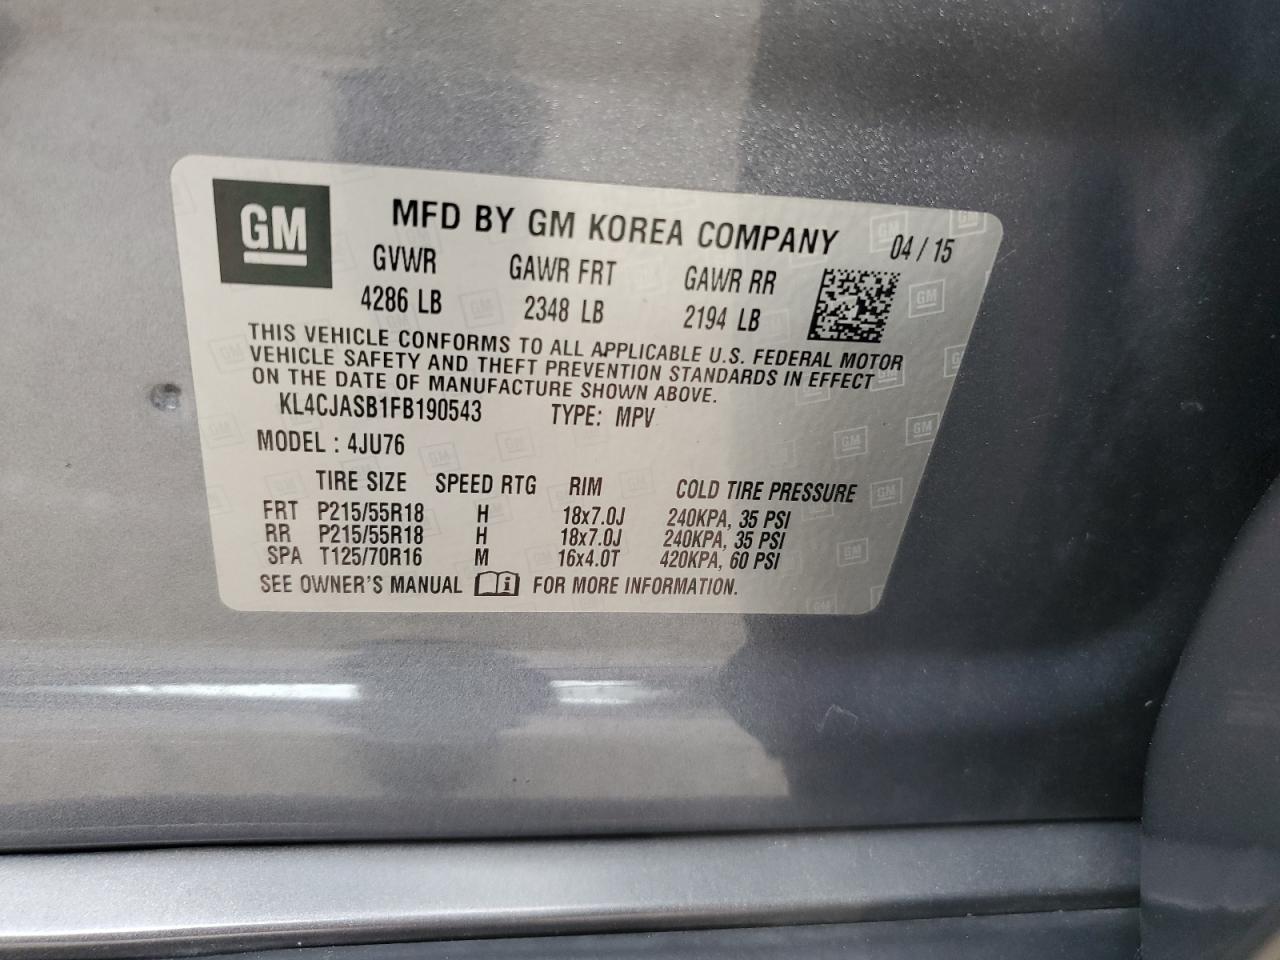 GM
MFD BY GM KOREA COMPANY 04 / 15
GVWR GAWR FRT GAWR RR
4286 LB 2348 LB 2194 LB
THIS VEHICLE CONFORMS TO ALL APPLICABLE U.S. FEDERAL MOTOR
VEHICLE SAFETY AND THEFT PREVENTION STANDARDS IN EFFECT
ON THE DATE OF MANUFACTURE SHOWN ABOVE.
KL4CJASB1FB190543 TYPE: MPV
MODEL : 4JU76
TIRE SIZE SPEED RTG RIM COLD TIRE PRESSURE
FRT P215/55R18 H 18x7.0J 240KPA, 35 PSI
RR P215/55R18 H 18x7.0J 240KPA, 35 PSI
SPA T125/70R16 M 16x4.0T 420KPA, 60 PSI
SEE OWNER'S MANUAL i FOR MORE INFORMATION.